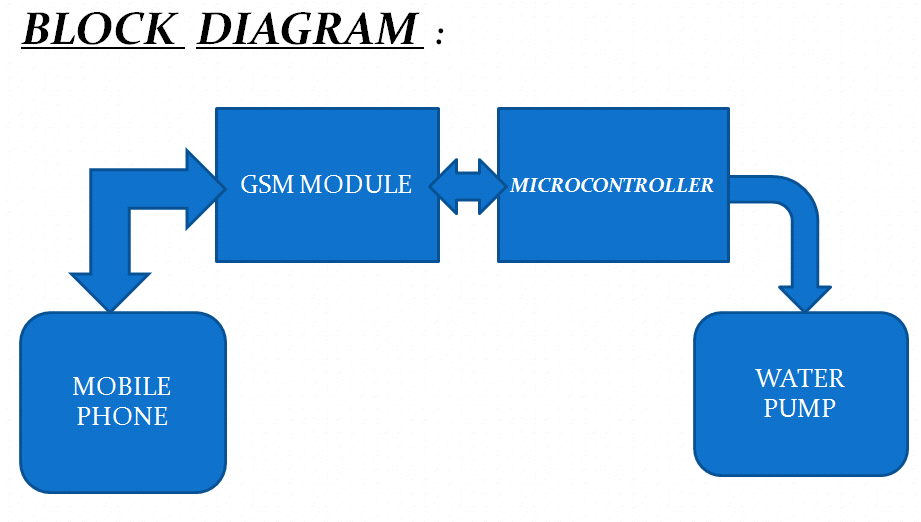 BLOCK DIAGRAM :
GSM MODULE
MICROCONTROLLER
MOBILE
PHONE
WATER
PUMP